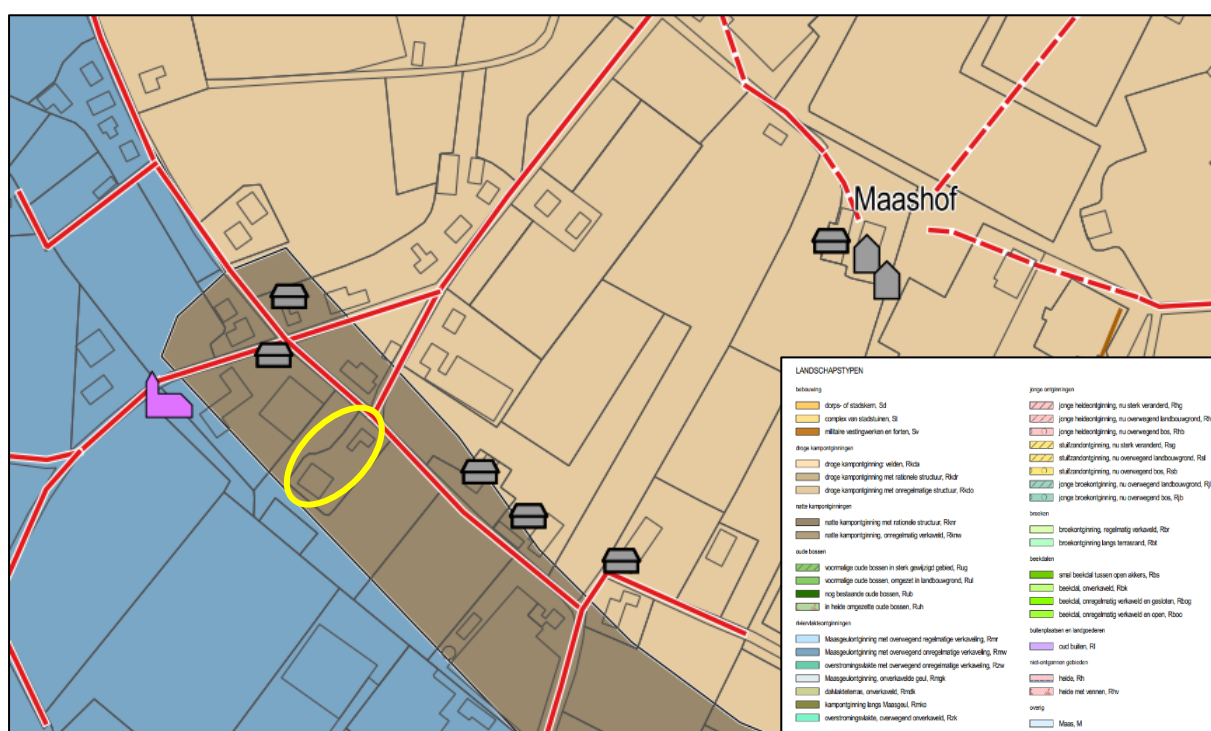 Maashof
LANDSCHAPSTYPEN
bebouwing
dorps- of stadskern, Sd
complex van stadstuinen, Sl
militaire vestingwerken en forten, Sv
droge kampontginningen
droge kampontginning: velden, Rkda
droge kampontginning met rationele structuur, Rkdr
droge kampontginning met onregelmatige structuur, Rkdo
natte kampontginningen
natte kampontginning met rationele structuur, Rknr
natte kampontginning, onregelmatig verkaveld, Rknw
oude bossen
voormalige oude bossen in sterk gewijzigd gebied, Rug
voormalige oude bossen, omgezet in landbouwgrond, Rul
nog bestaande oude bossen, Rub
in heide omgezette oude bossen, Ruh
riviervlakteontginningen
Maasgeulontginning met overwegend regelmatige verkaveling, Rmr
Maasgeulontginning met overwegend onregelmatige verkaveling, Rmw
overstromingsvlakte met overwegend onregelmatige verkaveling, Rzw
Maasgeulontginning, onverkavelde geul, Rmgk
dalvlakteterras, onverkaveld, Rmdk
kampontginning langs Maasgeul, Rmko
overstromingsvlakte, overwegend onverkaveld, Rzk
jonge ontginningen
jonge heideontginning, nu sterk veranderd, Rhg
jonge heideontginning, nu overwegend landbouwgrond, Rhl
jonge heideontginning, nu overwegend bos, Rhb
stuifzandontginning, nu sterk veranderd, Rsg
stuifzandontginning, nu overwegend landbouwgrond, Rsl
stuifzandontginning, nu overwegend bos, Rsb
jonge broekontginning, nu overwegend landbouwgrond, Rjl
jonge broekontginning, nu overwegend bos, Rjb
broeken
broekontginning, regelmatig verkaveld, Rbr
broekontginning langs terrasrand, Rbt
beekdalen
smal beekdal tussen open akkers, Rbs
beekdal, onverkaveld, Rbk
beekdal, onregelmatig verkaveld en gesloten, Rbog
beekdal, onregelmatig verkaveld en open, Rboo
buitenplaatsen en landgoederen
oud buiten, Rl
niet-ontgonnen gebieden
heide, Rh
heide met vennen, Rhv
overig
Maas, M